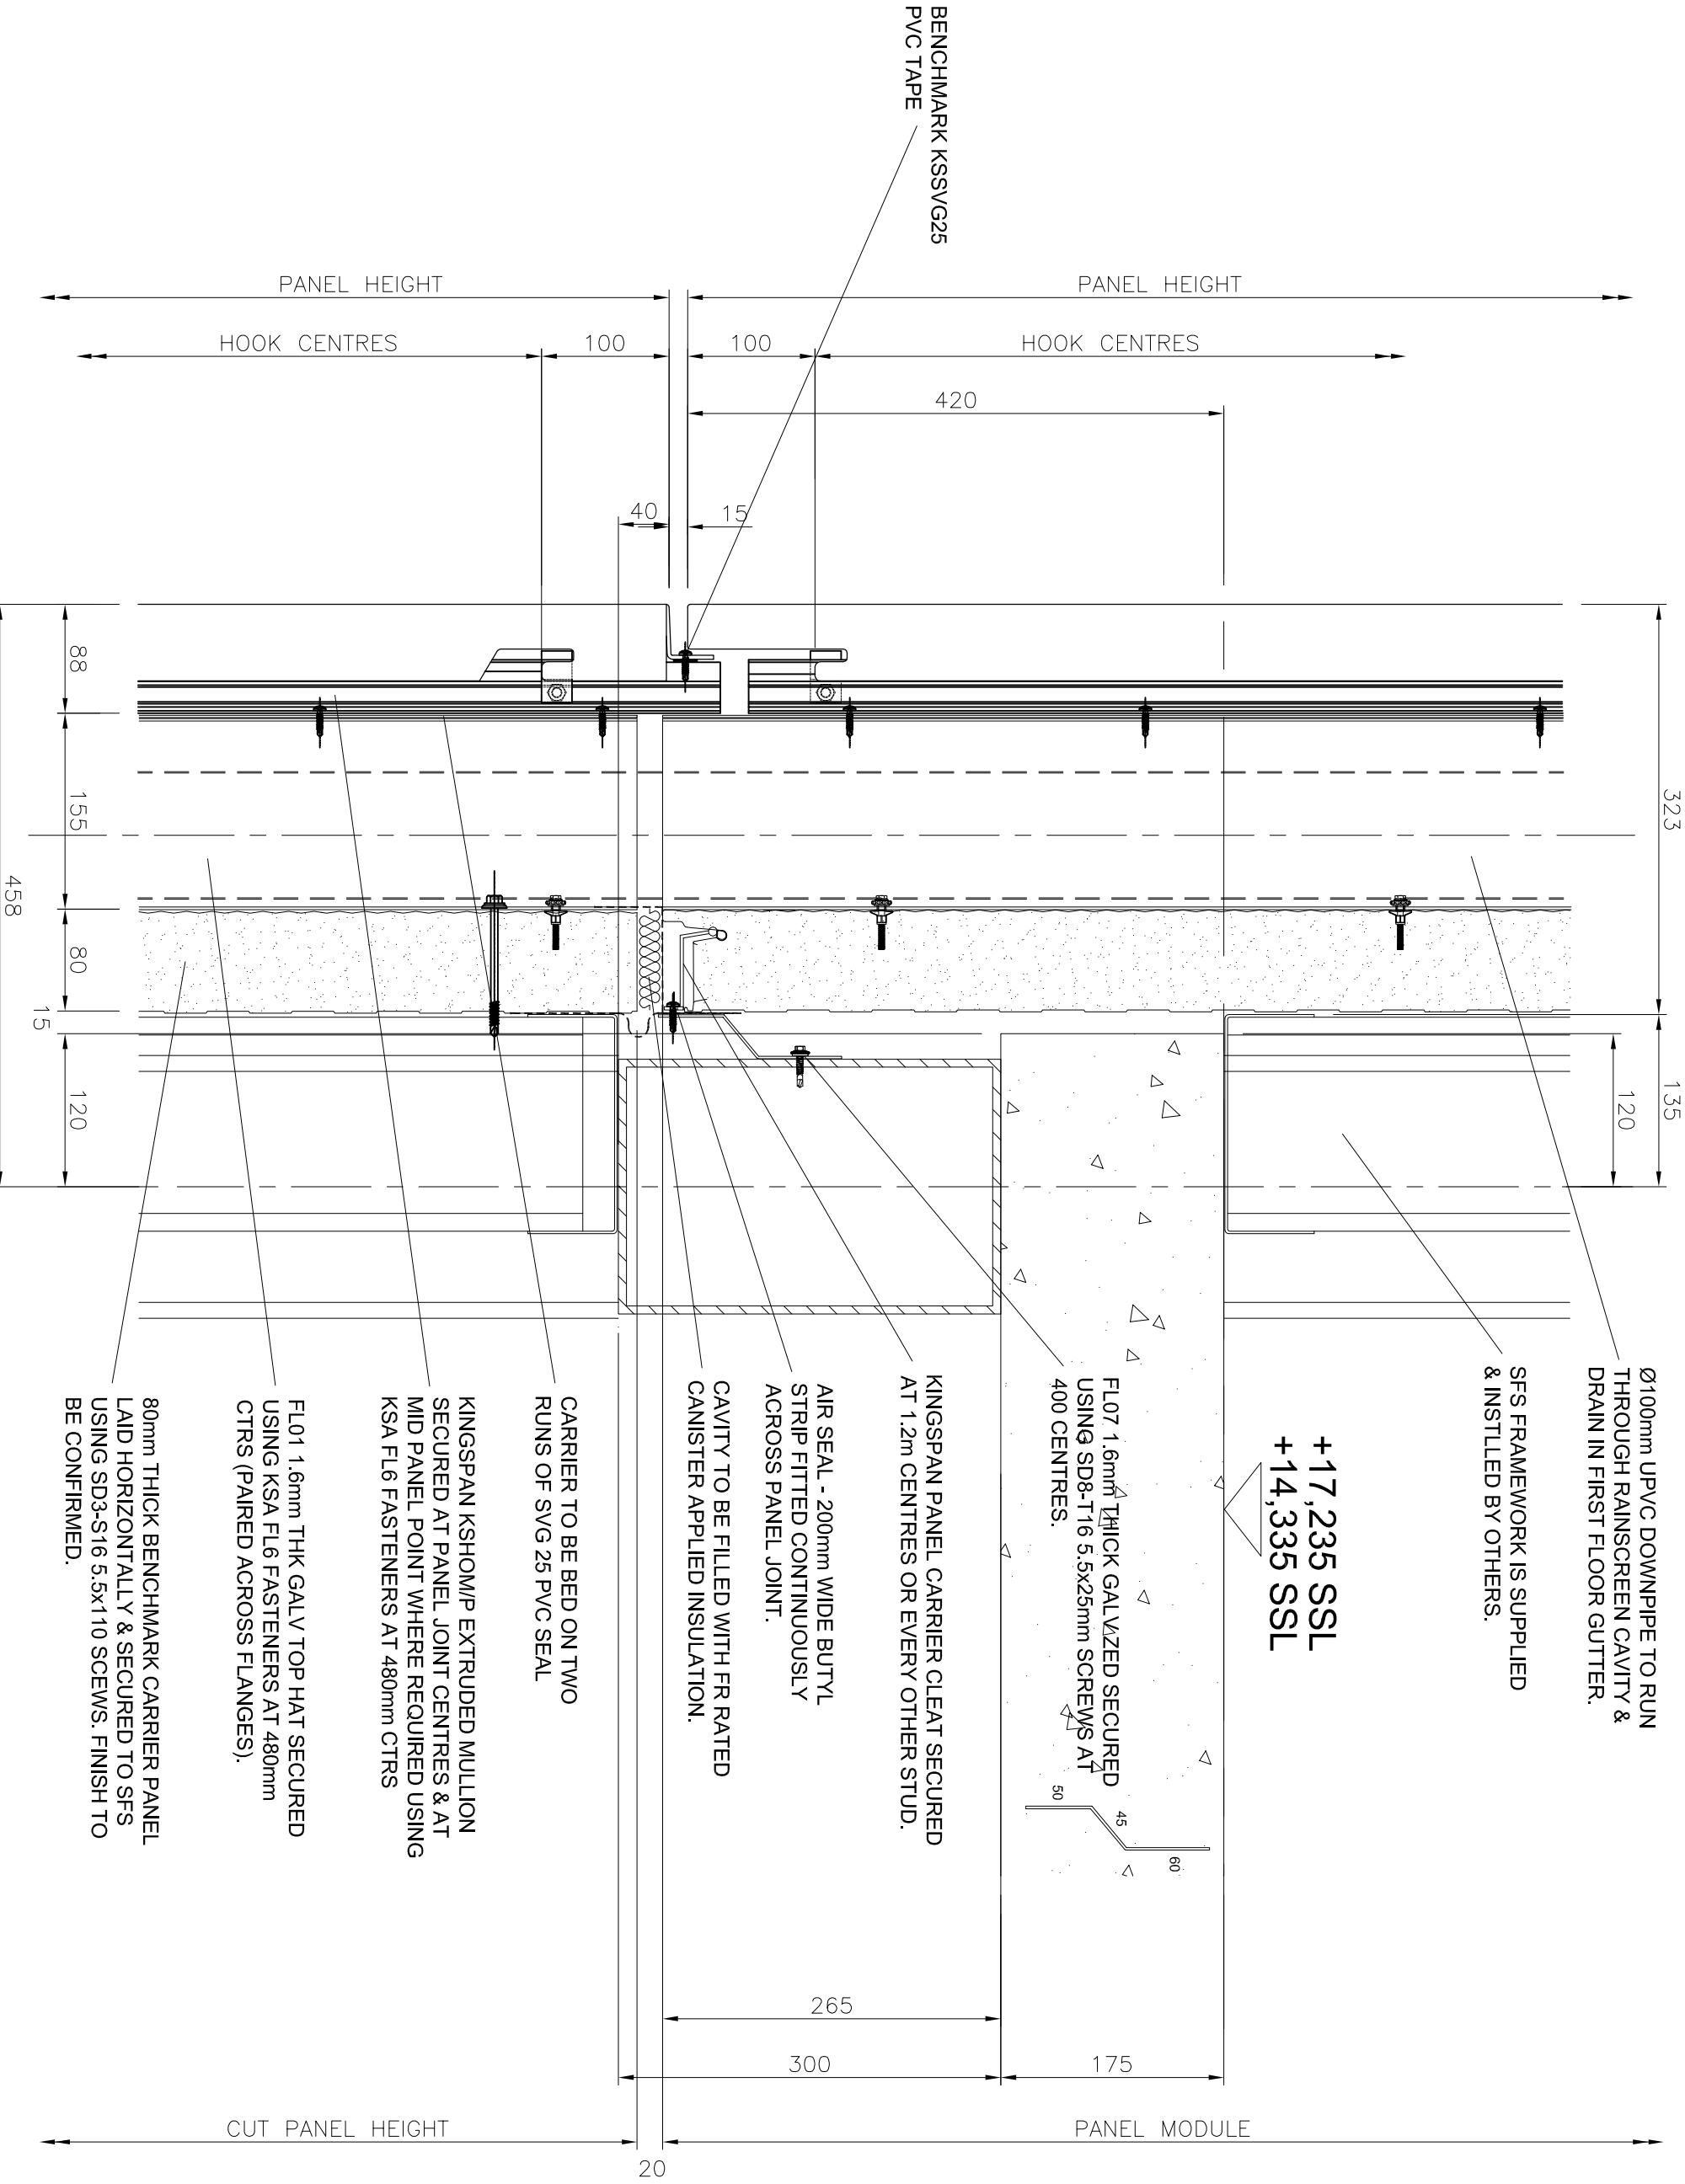 BENCHMARK KSSVG25
PVC TAPE
PANEL HEIGHT
PANEL HEIGHT
HOOK CENTRES
100
100
HOOK CENTRES
420
40
15
88
155
80
15
120
458
323
135
120
Ø100mm UPVC DOWNPIPE TO RUN
THROUGH RAINSCREEN CAVITY &
DRAIN IN FIRST FLOOR GUTTER.
SFS FRAMEWORK IS SUPPLIED
& INSTLLED BY OTHERS.
+17,235 SSL
+14,335 SSL
FL07 1.6mm THICK GALVZED SECURED
USING SD8-T16 5.5x25mm SCREWS AT
400 CENTRES.
50
45
60
KINGSPAN PANEL CARRIER CLEAT SECURED
AT 1.2m CENTRES OR EVERY OTHER STUD.
AIR SEAL - 200mm WIDE BUTYL
STRIP FITTED CONTINUOUSLY
ACROSS PANEL JOINT.
CAVITY TO BE FILLED WITH FR RATED
CANISTER APPLIED INSULATION.
CARRIER TO BE BED ON TWO
RUNS OF SVG 25 PVC SEAL
KINGSPAN KSHOM/P EXTRUDED MULLION
SECURED AT PANEL JOINT CENTRES & AT
MID PANEL POINT WHERE REQUIRED USING
KSA FL6 FASTENERS AT 480mm CTRS
FL01 1.6mm THK GALV TOP HAT SECURED
USING KSA FL6 FASTENERS AT 480mm
CTRS (PAIRED ACROSS FLANGES).
80mm THICK BENCHMARK CARRIER PANEL
LAID HORIZONTALLY & SECURED TO SFS
USING SD3-S16 5.5x110 SCEWS. FINISH TO
BE CONFIRMED.
265
300
175
CUT PANEL HEIGHT
PANEL MODULE
20